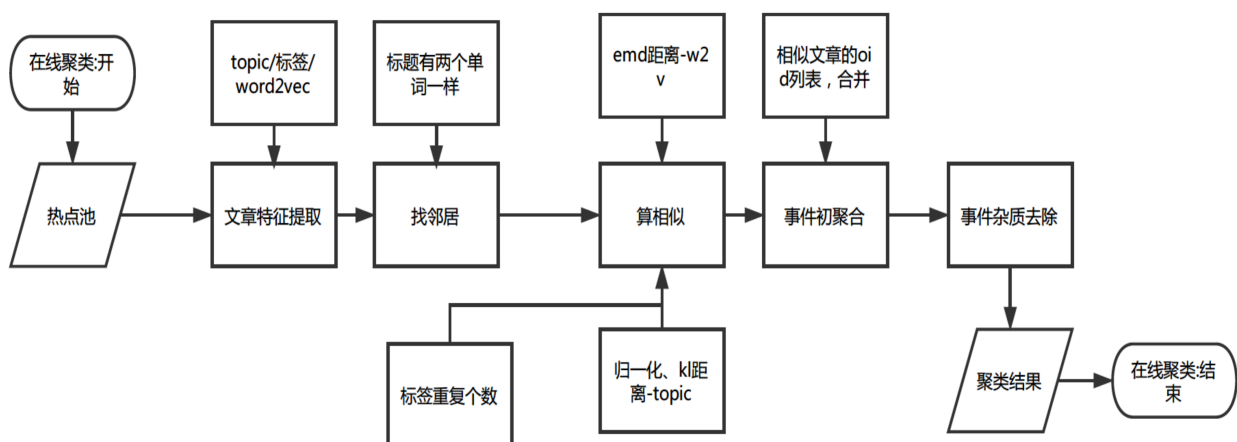 在线聚类:开
始
topic/标签/
word2vec
标题有两个单
词一样
emd距离-w2
v
相似文章的oi
d列表，合并
热点池
文章特征提取
找邻居
算相似
事件初聚合
事件杂质去除
标签重复个数
归一化、kl距
离-topic
聚类结果
在线聚类:结
束